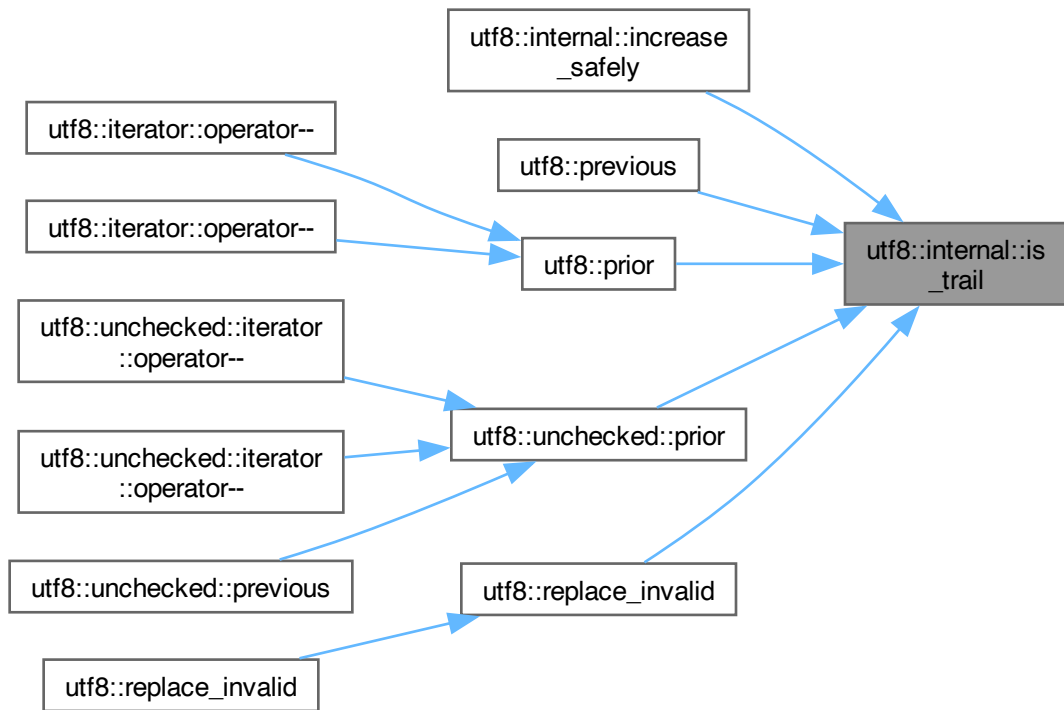 utf8::internal::increase
_safely
utf8::iterator::operator--
utf8::previous
utf8::iterator::operator--
utf8::internal::is
_trail
utf8::prior
utf8::unchecked::iterator
::operator--
utf8::unchecked::prior
utf8::unchecked::iterator
::operator--
utf8::unchecked::previous
utf8::replace_invalid
utf8::replace_invalid